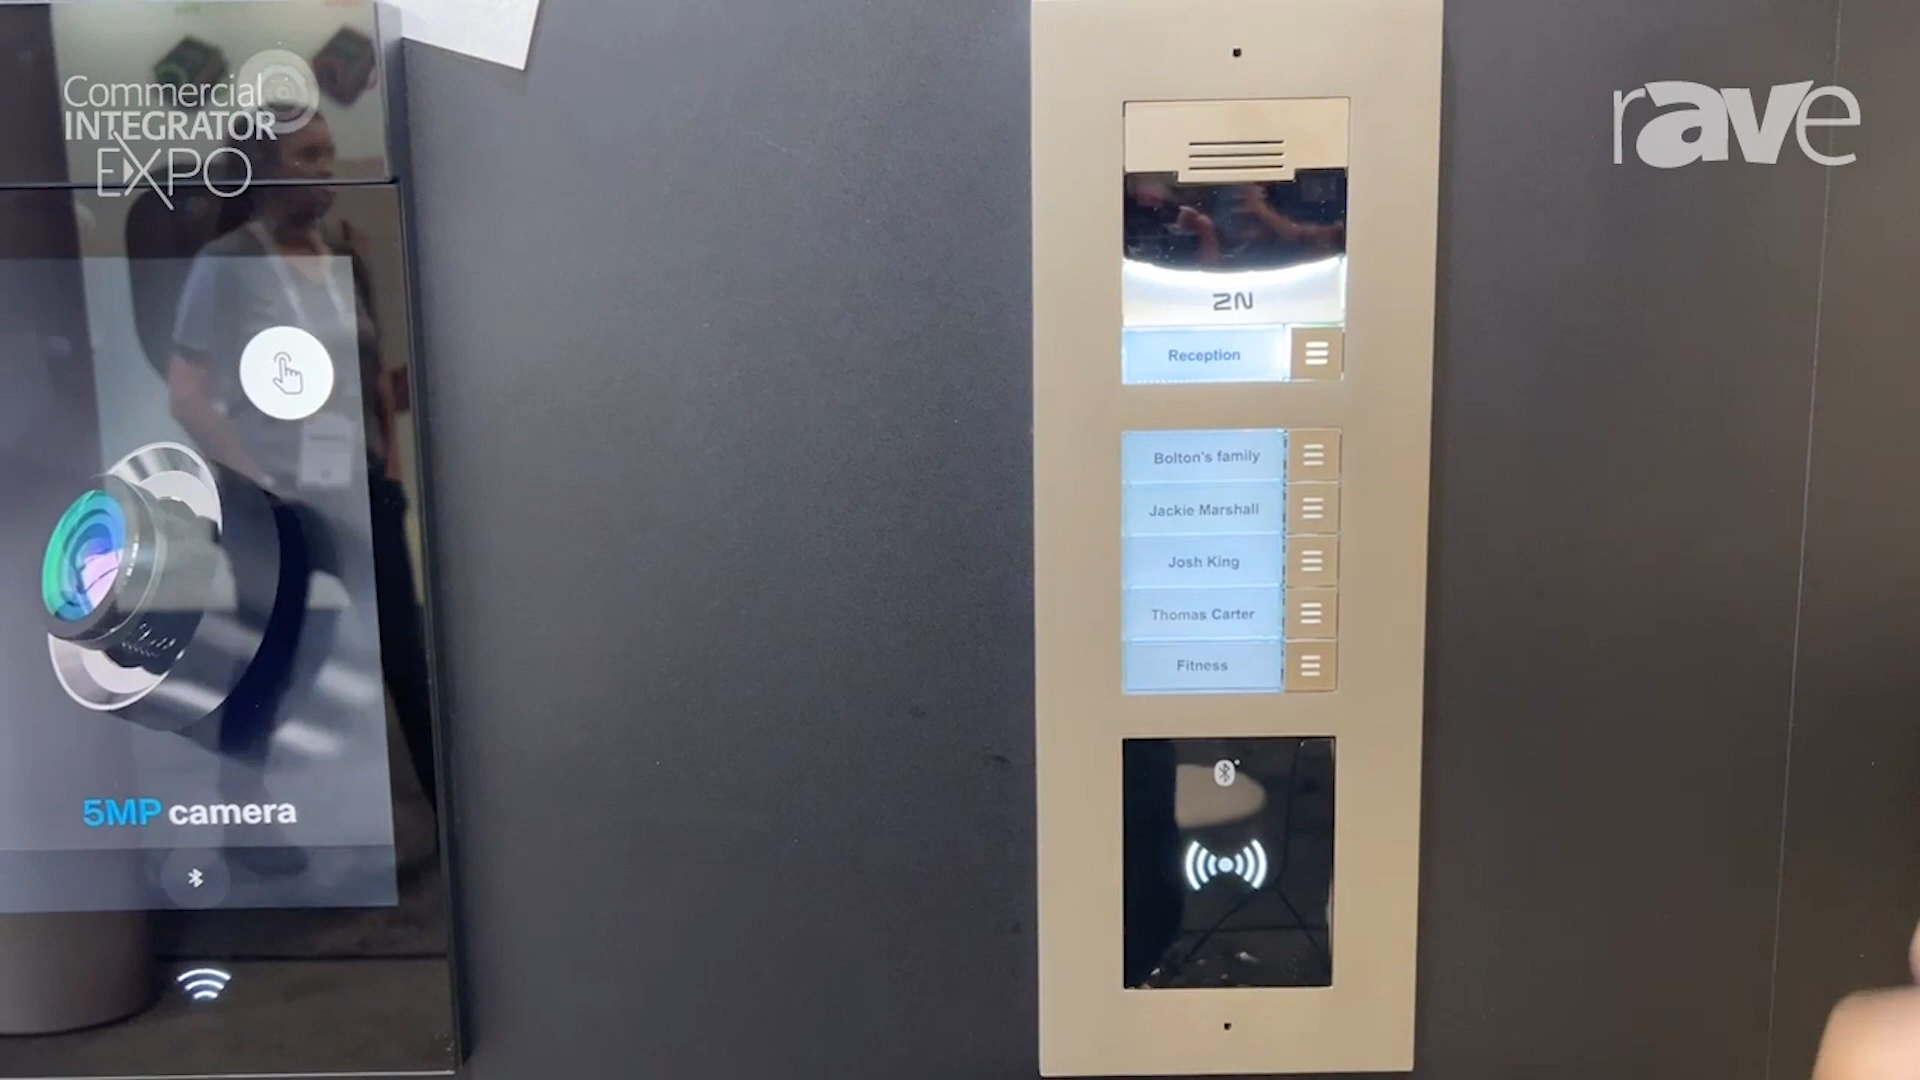 Commercial
INTEGRATOR
EXPO
rave
2N
Reception
Bolton's family
Jackie Marshall
Josh King
Thomas Carter
Fitness
5MP camera